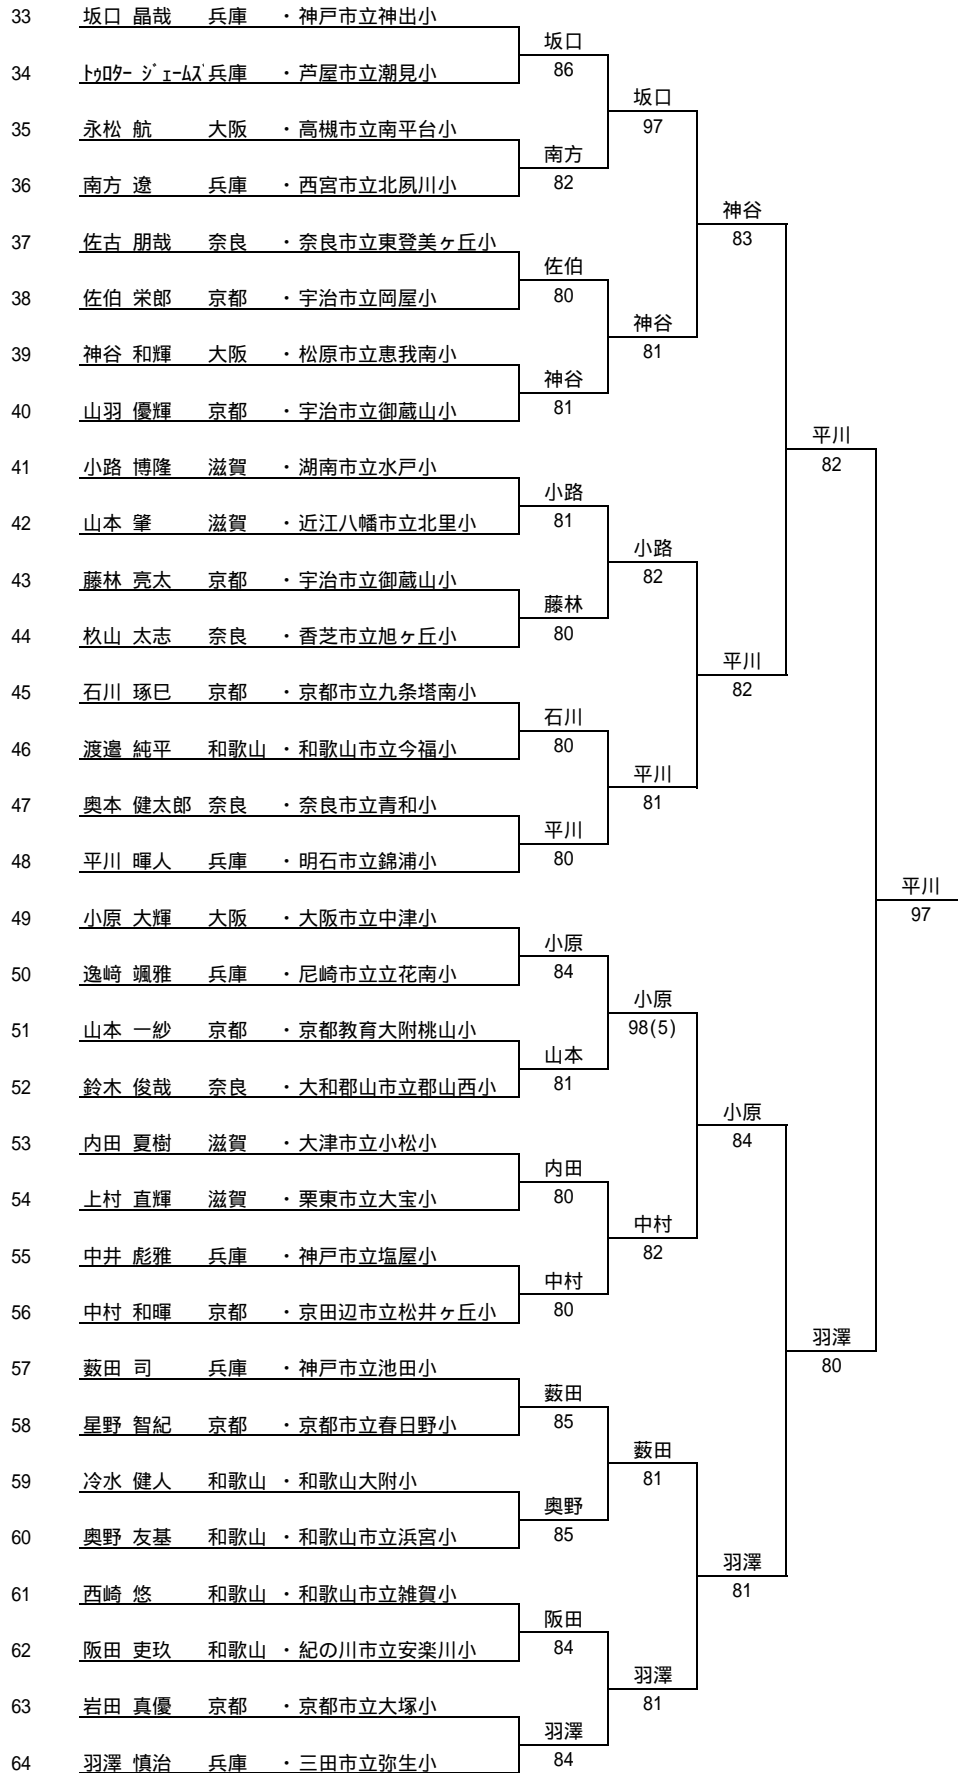 33 坂口 晶哉 兵庫 ・神戸市立神出小
坂口
34 トゥロター ジェームズ 兵庫 ・芦屋市立潮見小 86
坂口
35 永松 航 大阪 ・高槻市立南平台小 97
南方
36 南方 遼 兵庫 ・西宮市立北夙川小 82
神谷
37 佐古 朋哉 奈良 ・奈良市立東登美ヶ丘小 83
佐伯
38 佐伯 栄郎 京都 ・宇治市立岡屋小 80
神谷
39 神谷 和輝 大阪 ・松原市立恵我南小 81
神谷
40 山羽 優輝 京都 ・宇治市立御蔵山小 81
平川
41 小路 博隆 滋賀 ・湖南市立水戸小 82
小路
42 山本 肇 滋賀 ・近江八幡市立北里小 81
小路
43 藤林 亮太 京都 ・宇治市立御蔵山小 82
藤林
44 杦山 太志 奈良 ・香芝市立旭ヶ丘小 80
平川
45 石川 琢巳 京都 ・京都市立九条塔南小 82
石川
46 渡邉 純平 和歌山 ・和歌山市立今福小 80
平川
47 奥本 健太郎 奈良 ・奈良市立青和小 81
平川
48 平川 暉人 兵庫 ・明石市立錦浦小 80
平川
49 小原 大輝 大阪 ・大阪市立中津小 97
小原
50 逸﨑 颯雅 兵庫 ・尼崎市立立花南小 84
小原
51 山本 一紗 京都 ・京都教育大附桃山小 98(5)
山本
52 鈴木 俊哉 奈良 ・大和郡山市立郡山西小 81
小原
53 内田 夏樹 滋賀 ・大津市立小松小 84
内田
54 上村 直輝 滋賀 ・栗東市立大宝小 80
中村
55 中井 彪雅 兵庫 ・神戸市立塩屋小 82
中村
56 中村 和暉 京都 ・京田辺市立松井ヶ丘小 80
羽澤
57 薮田 司 兵庫 ・神戸市立池田小 80
薮田
58 星野 智紀 京都 ・京都市立春日野小 85
薮田
59 冷水 健人 和歌山 ・和歌山大附小 81
奥野
60 奥野 友基 和歌山 ・和歌山市立浜宮小 85
羽澤
61 西崎 悠 和歌山 ・和歌山市立雑賀小 81
阪田
62 阪田 吏玖 和歌山 ・紀の川市立安楽川小 84
羽澤
63 岩田 真優 京都 ・京都市立大塚小 81
羽澤
64 羽澤 慎治 兵庫 ・三田市立弥生小 84